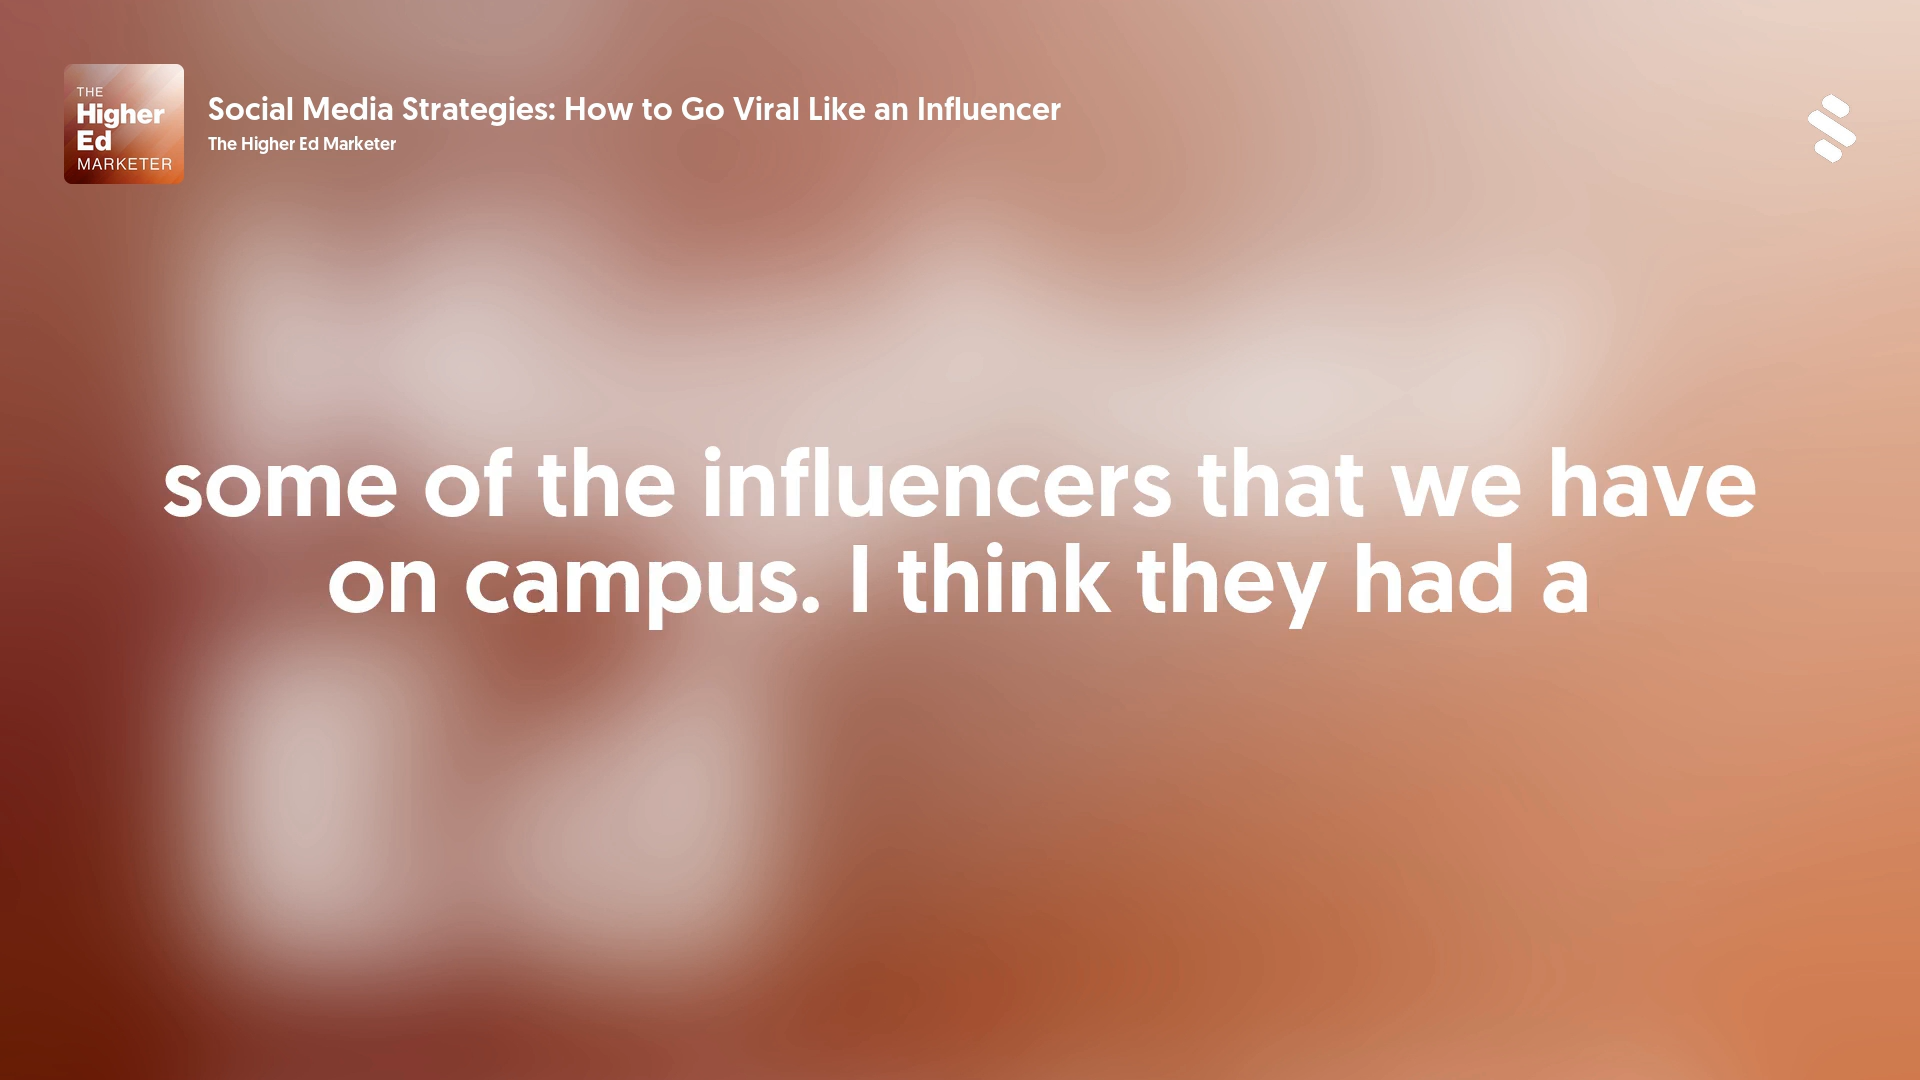 THE
Higher
Ed
MARKETER
Social Media Strategies: How to Go Viral Like an Influencer
The Higher Ed Marketer
some of the influencers that we have
on campus. I think they had a